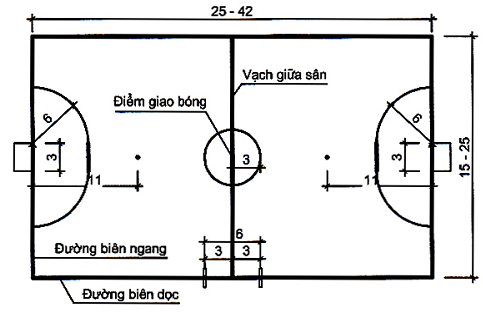 25 - 42
Vạch giữa sân
Điểm giao bóng
6
6
3
3
3
15 - 25
11
11
6
3
3
Đường biên ngang
Đường biên dọc